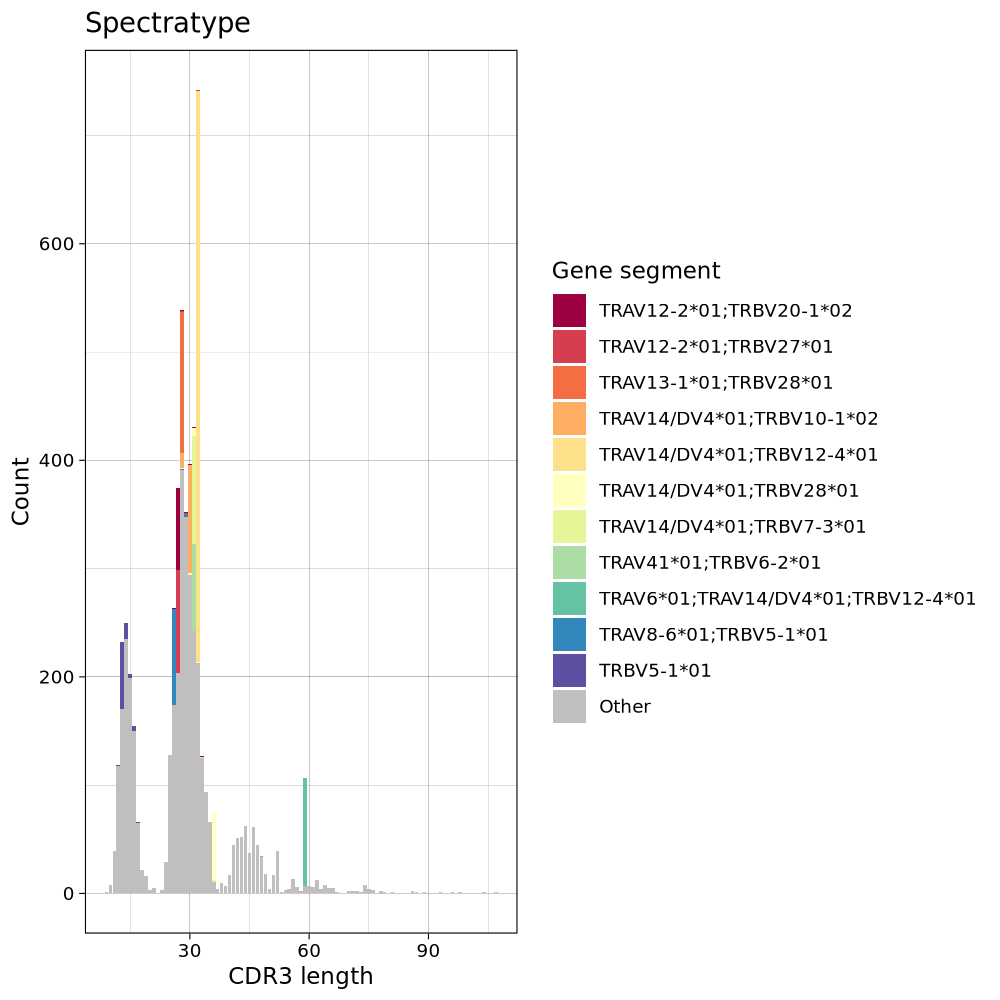 Spectratype
Count
600
400
200
0
30 60 90
CDR3 length
Gene segment
TRAV12-2*01;TRBV20-1*02
TRAV12-2*01;TRBV27*01
TRAV13-1*01;TRBV28*01
TRAV14/DV4*01;TRBV10-1*02
TRAV14/DV4*01;TRBV12-4*01
TRAV14/DV4*01;TRBV28*01
TRAV14/DV4*01;TRBV7-3*01
TRAV41*01;TRBV6-2*01
TRAV6*01;TRAV14/DV4*01;TRBV12-4*01
TRAV8-6*01;TRBV5-1*01
TRBV5-1*01
Other